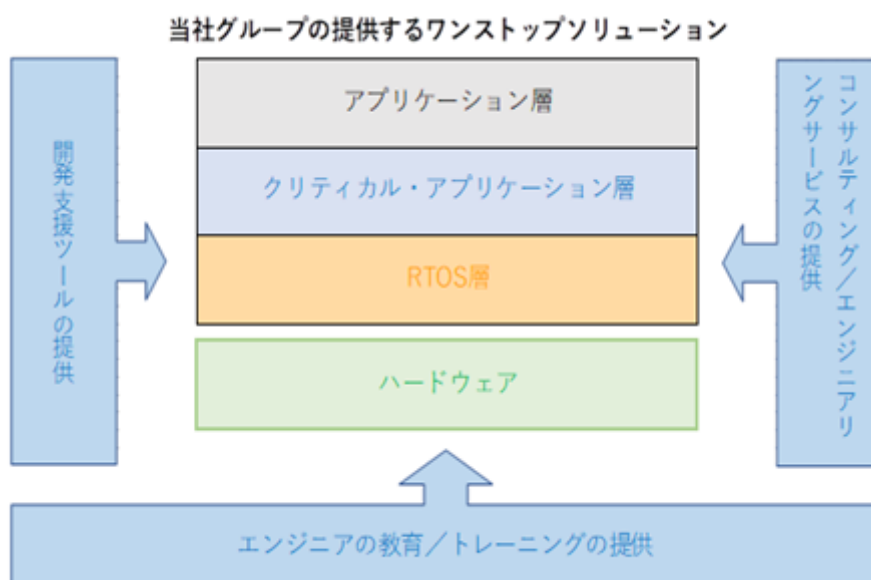 当社グループの提供するワンストップソリューション
開発支援ツールの提供
アプリケーション層
クリティカル・アプリケーション層
RTOS層
ハードウェア
コンサルティング/エンジニアリ
ングサービスの提供
エンジニアの教育/トレーニングの提供